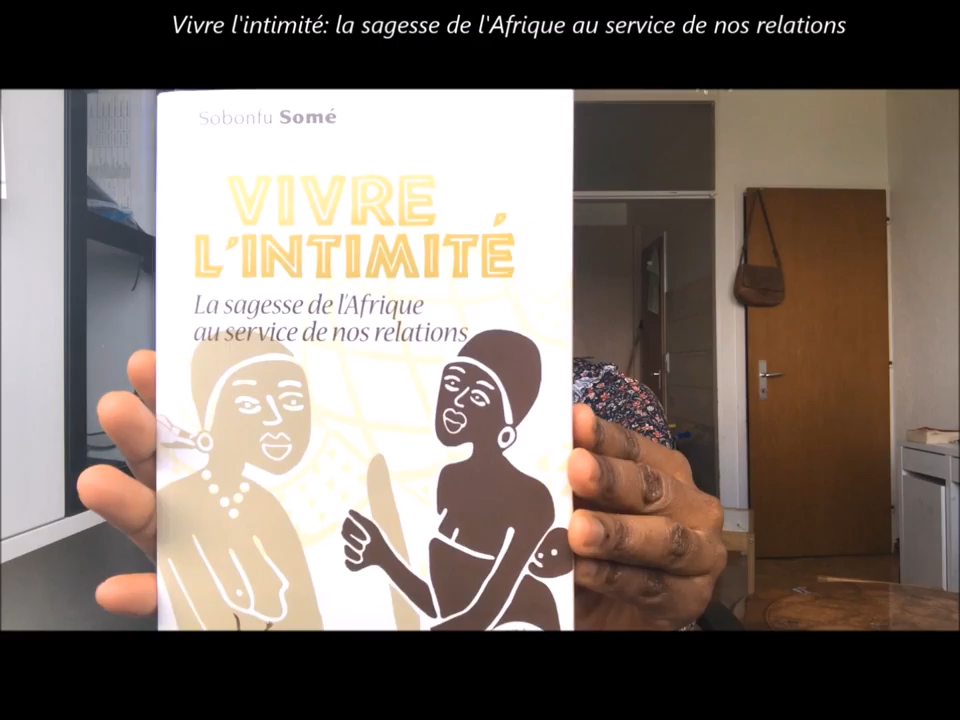 Vivre l'intimité: la sagesse de l'Afrique au service de nos relations
Sobonfu Somé
VIVRE
L'INTIMITÉ
La sagesse de l'Afrique
au service de nos relations